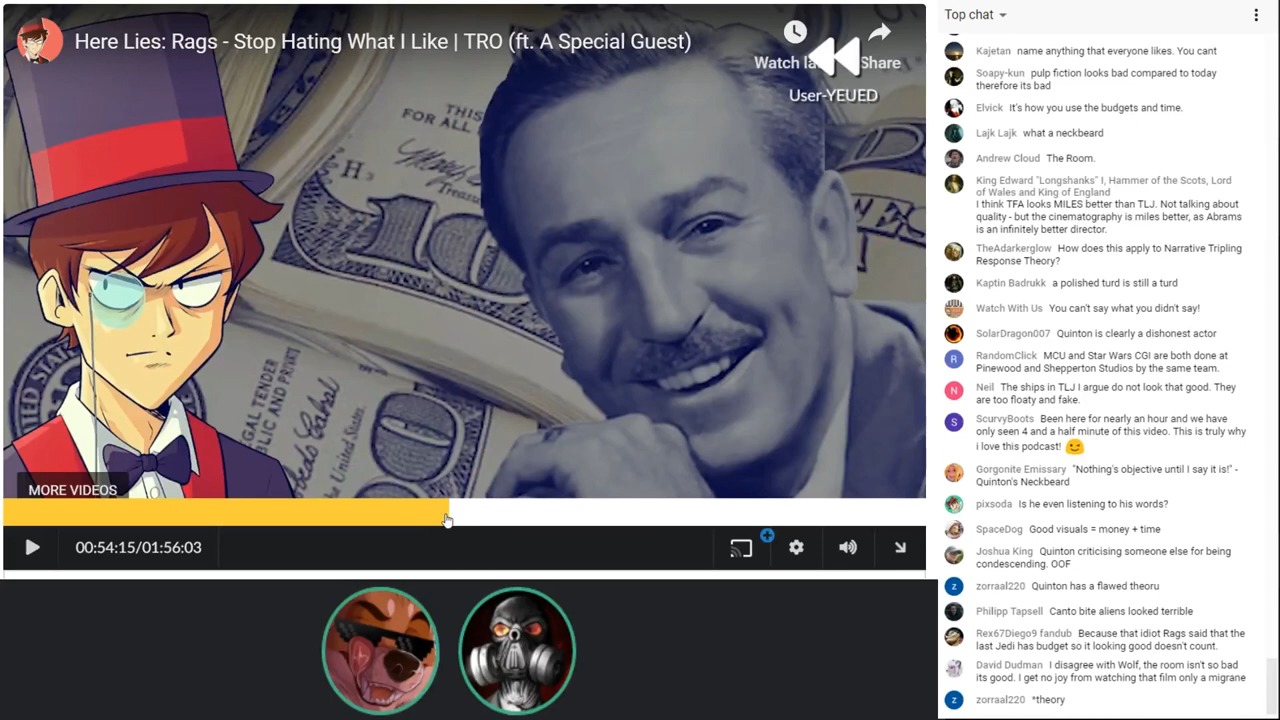 Here Lies: Rags - Stop Hating What I Like | TRO (ft. A Special Guest)
Share
User-YEUED
THIS
FOR ALL
MORE VIDEOS
00:54:15/01:56:03
Top chat
Kajetan name anything that everyone likes. You cant
Soapy-kun pulp fiction looks bad compared to today
therefore its bad
Elvick It's how you use the budgets and time.
Lajk Lajk what a neckbeard
Andrew Cloud The Room.
King Edward "Longshanks" I, Hammer of the Scots, Lord
of Wales and King of England
I think TFA looks MILES better than TLJ. Not talking about
quality - but the cinematography is miles better, as Abrams
is an infinitely better director.
TheAdarkerglow How does this apply to Narrative Tripling
Response Theory?
Kaptin Badrukk a polished turd is still a turd
Watch With Us You can't say what you didn't say!
SolarDragon007 Quinton is clearly a dishonest actor
R
RandomClick MCU and Star Wars CGI are both done at
Pinewood and Shepperton Studios by the same team.
N
Neil The ships in TLJ I argue do not look that good. They
are too floaty and fake.
S
ScurvyBoots Been here for nearly an hour and we have
only seen 4 and a half minute of this video. This is truly why
i love this podcast!
Gorgonite Emissary "Nothing's objective until I say it is!" -
Quinton's Neckbeard
pixsoda Is he even listening to his words?
SpaceDog Good visuals = money + time
Joshua King Quinton criticising someone else for being
condescending. OOF
z
zorraal220 Quinton has a flawed theoru
Philipp Tapsell Canto bite aliens looked terrible
Rex67Diego9 fandub Because that idiot Rags said that the
last Jedi has budget so it looking good doesn't count.
David Dudman I disagree with Wolf, the room isn't so bad
its good. I get no joy from watching that film only a migrane
z
zorraal220 *theory